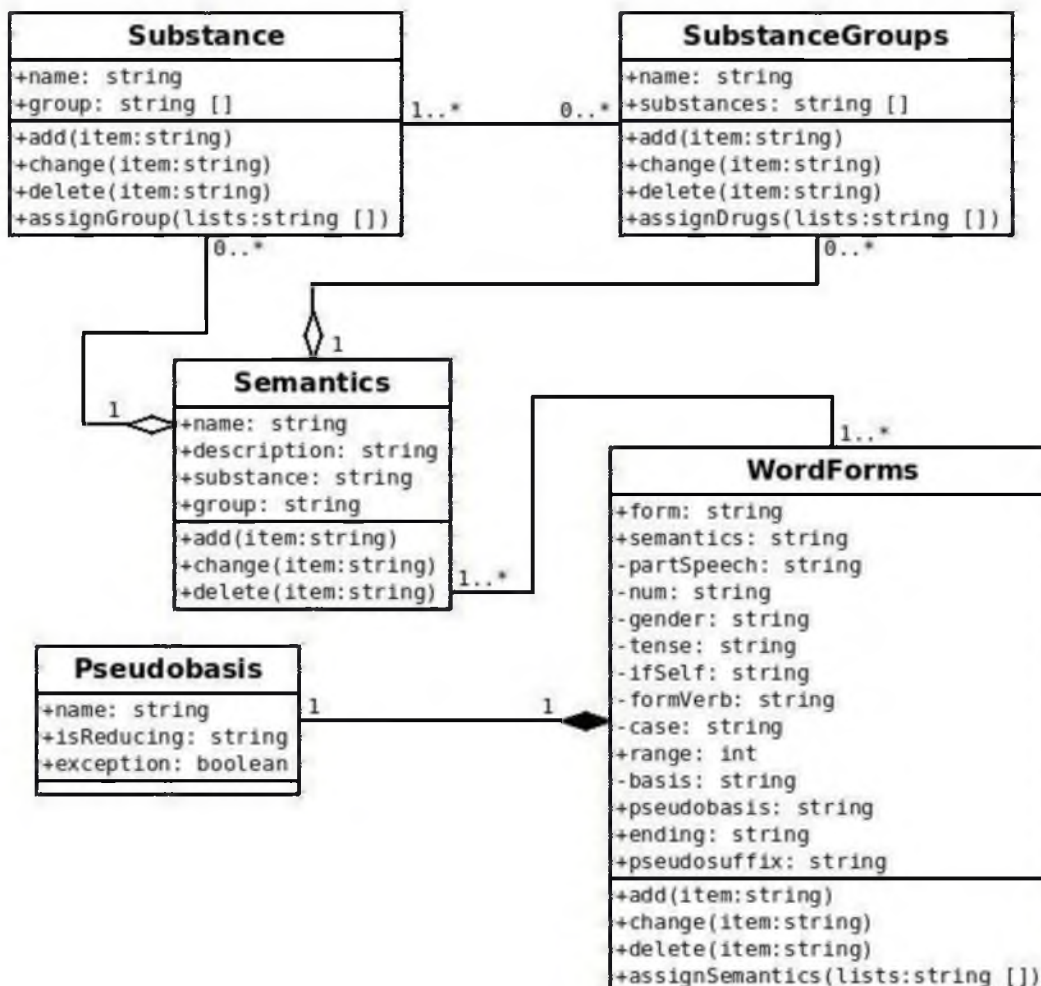 Substance
+name: string
+group: string []
+add(item:string)
+change(item:string)
+delete(item:string)
+assignGroup(lists:string [])
1..*
0..*
SubstanceGroups
+name: string
+substances: string []
+add(item:string)
+change(item:string)
+delete(item:string)
+assignDrugs(lists:string [])
0..*
0..*
1
1
Semantics
+name: string
+description: string
+substance: string
+group: string
+add(item:string)
+change(item:string)
+delete(item:string)
1..*
1..*
WordForms
+form: string
+semantics: string
-partSpeech: string
-num: string
-gender: string
-tense: string
-ifSelf: string
-formVerb: string
-case: string
+range: int
-basis: string
+pseudobasis: string
+ending: string
+pseudosuffix: string
+add(item:string)
+change(item:string)
+delete(item:string)
+assignSemantics(lists:string [])
Pseudobasis
+name: string
+isReducing: string
+exception: boolean
1
1